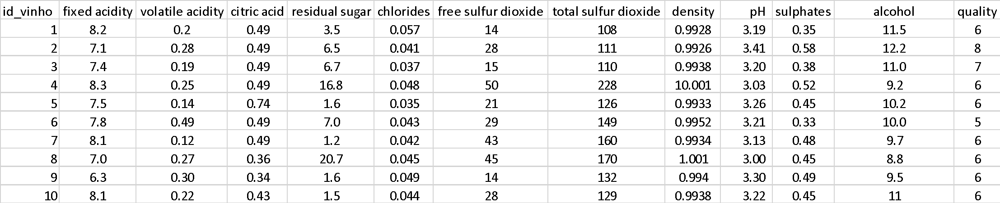 id_vinho fixed acidity volatile acidity citric acid residual sugar chlorides free sulfur dioxide total sulfur dioxide density pH sulphates alcohol quality
1 8.2 0.2 0.49 3.5 0.057 14 108 0.9928 3.19 0.35 11.5 6
2 7.1 0.28 0.49 6.5 0.041 28 111 0.9926 3.41 0.58 12.2 8
3 7.4 0.19 0.49 6.7 0.037 15 110 0.9938 3.20 0.38 11.0 7
4 8.3 0.25 0.49 16.8 0.048 50 228 10.001 3.03 0.52 9.2 6
5 7.5 0.14 0.74 1.6 0.035 21 126 0.9933 3.26 0.45 10.2 6
6 7.8 0.49 0.49 7.0 0.043 29 149 0.9952 3.21 0.33 10.0 5
7 8.1 0.12 0.49 1.2 0.042 43 160 0.9934 3.13 0.48 9.7 6
8 7.0 0.27 0.36 20.7 0.045 45 170 1.001 3.00 0.45 8.8 6
9 6.3 0.30 0.34 1.6 0.049 14 132 0.994 3.30 0.49 9.5 6
10 8.1 0.22 0.43 1.5 0.044 28 129 0.9938 3.22 0.45 11 6